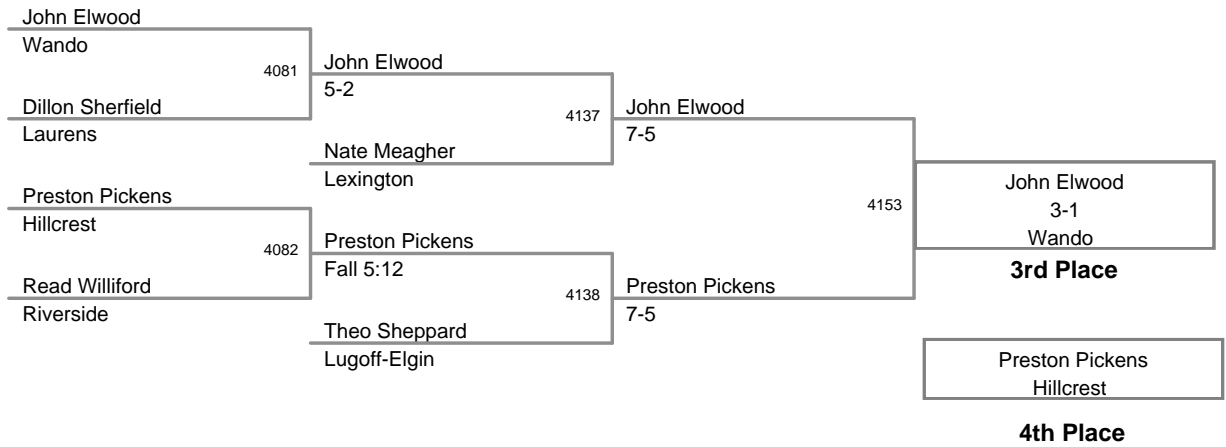 John Elwood
Wando
4081
Dillon Sherfield
Laurens
Preston Pickens
Hillcrest
4082
Read Williford
Riverside
John Elwood
5-2
4137
Nate Meagher
Lexington
Preston Pickens
Fall 5:12
4138
Theo Sheppard
Lugoff-Elgin
John Elwood
7-5
4153
Preston Pickens
7-5
John Elwood
3-1
Wando
3rd Place
Preston Pickens
Hillcrest
4th Place